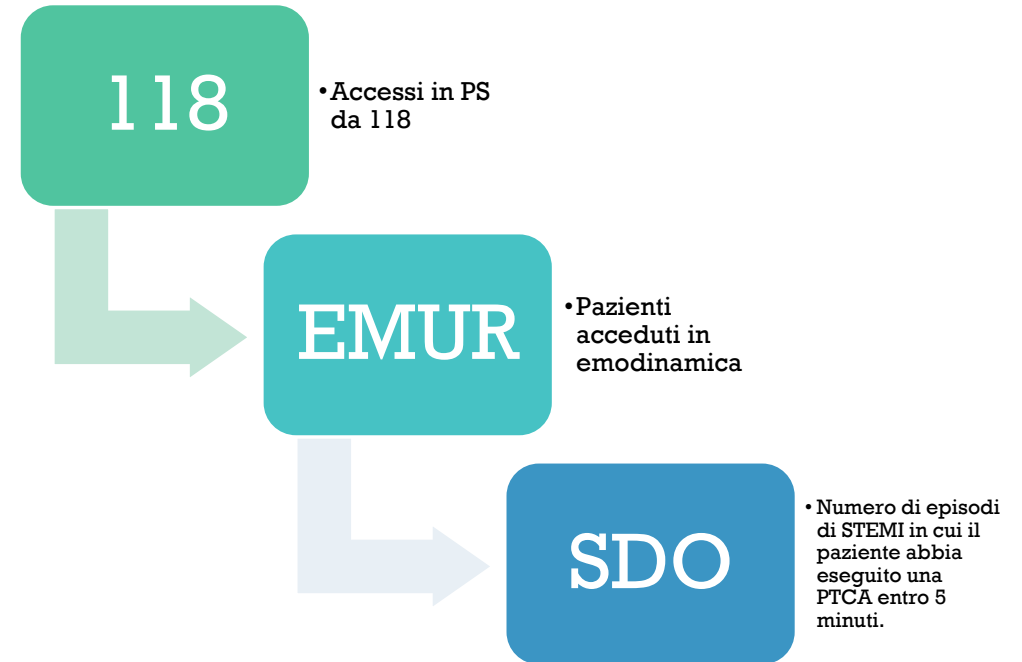 118
•Accessi in PS
da 118
EMUR
•Pazienti
acceduti in
emodinamica
SDO
•Numero di episodi
di STEMI in cui il
paziente abbia
eseguito una
PTCA entro 5
minuti.